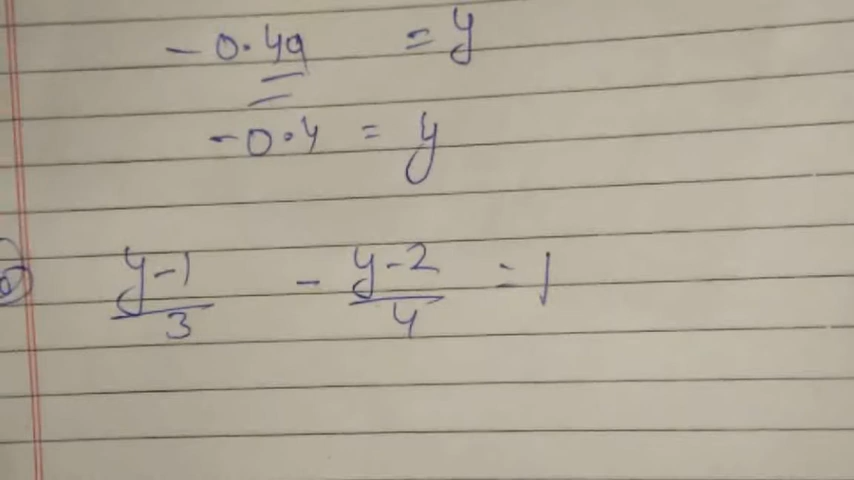 - 0.49 = y
- 0.4 = y
y-1/3 - y-2/4 = 1